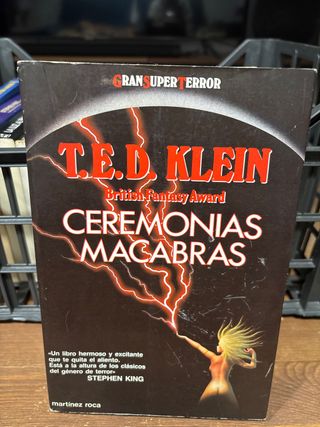 GRAN SUPER TERROR
T.E.D. KLEIN
British Fantasy Award
CEREMONIAS
MACABRAS
«Un libro hermoso y excitante
que te quita el aliento.
Está a la altura de los clásicos
del género de terror»
STEPHEN KING
martínez roca